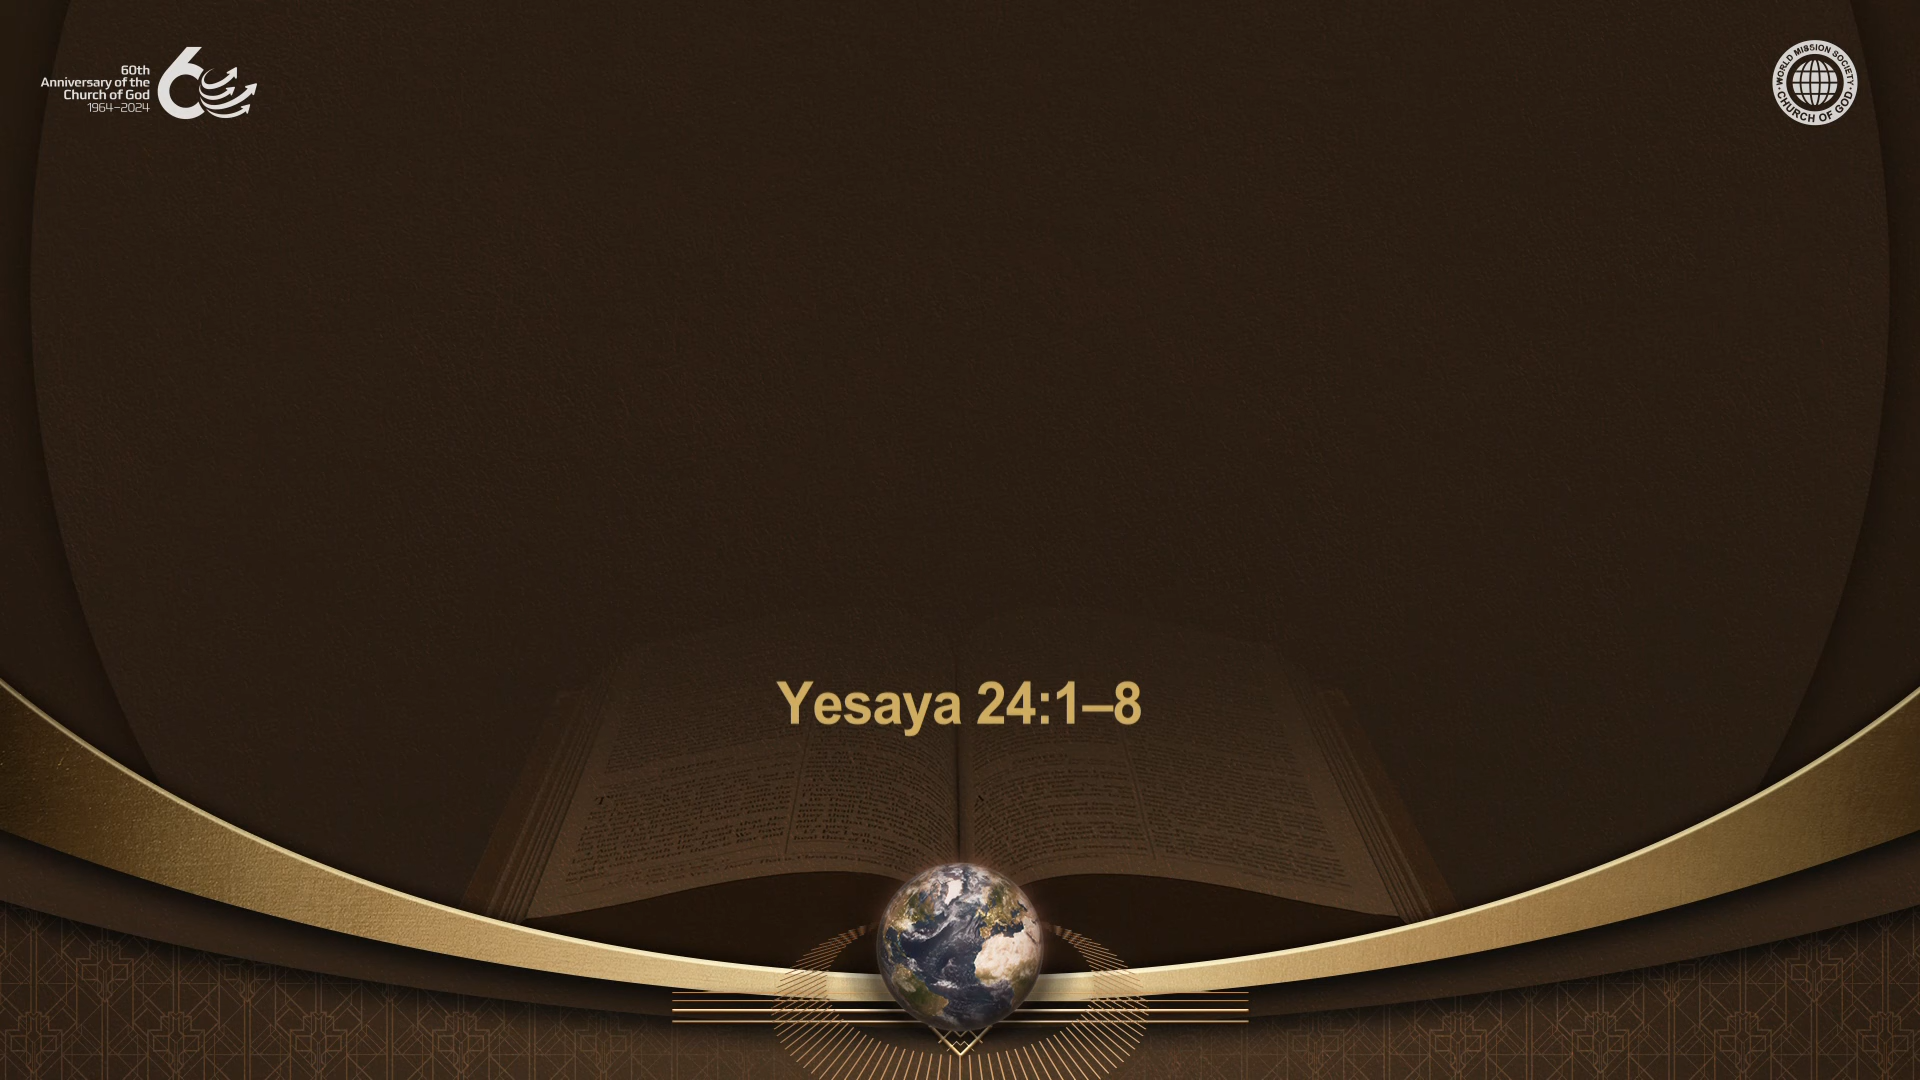 60th
Anniversary of the
Church of God
1964–2024
WORLD MISSION SOCIETY
CHURCH OF GOD
Yesaya 24:1–8